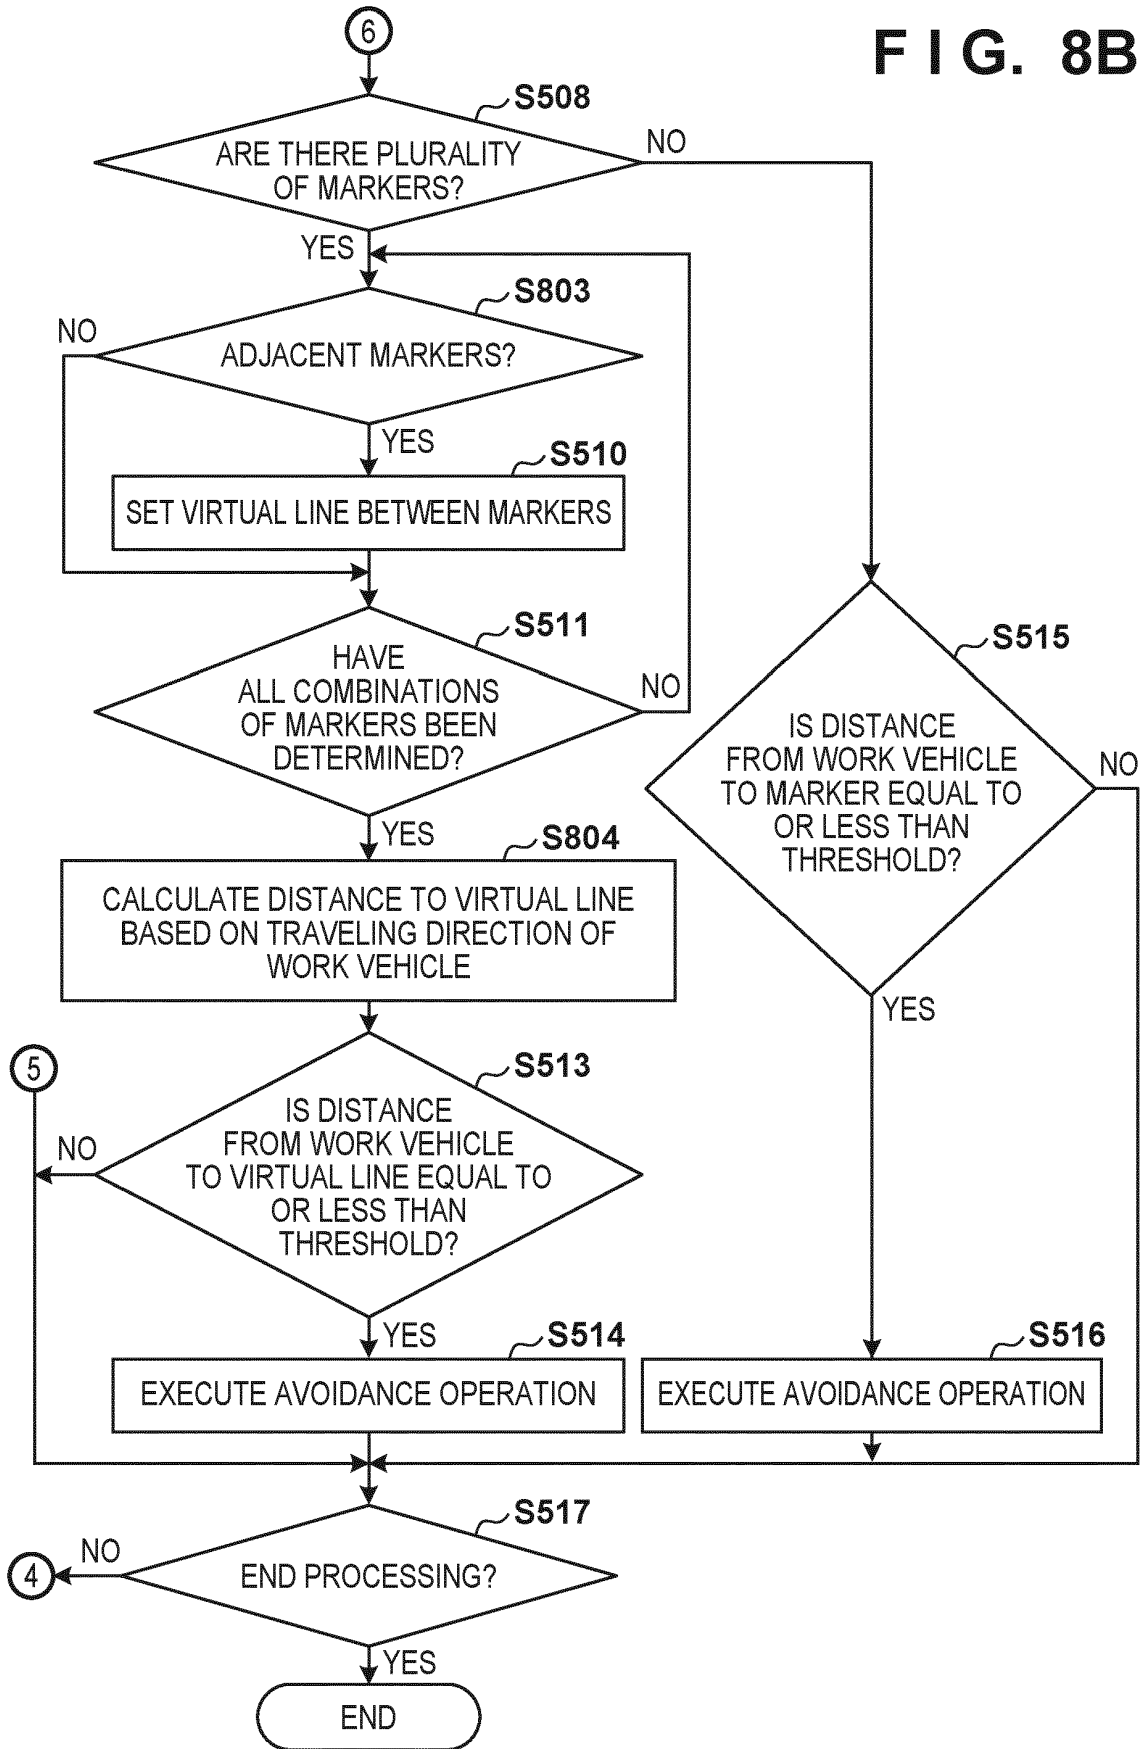 FIG. 8B
6
S508
ARE THERE PLURALITY
OF MARKERS?
NO
YES
S803
NO
ADJACENT MARKERS?
YES
S510
SET VIRTUAL LINE BETWEEN MARKERS
S511
HAVE
ALL COMBINATIONS
OF MARKERS BEEN
DETERMINED?
NO
YES
S515
IS DISTANCE
FROM WORK VEHICLE
TO MARKER EQUAL TO
OR LESS THAN
THRESHOLD?
NO
YES
S804
CALCULATE DISTANCE TO VIRTUAL LINE
BASED ON TRAVELING DIRECTION OF
WORK VEHICLE
5
S513
NO
IS DISTANCE
FROM WORK VEHICLE
TO VIRTUAL LINE EQUAL TO
OR LESS THAN
THRESHOLD?
YES
S514
EXECUTE AVOIDANCE OPERATION
S516
EXECUTE AVOIDANCE OPERATION
S517
4
NO
END PROCESSING?
YES
END